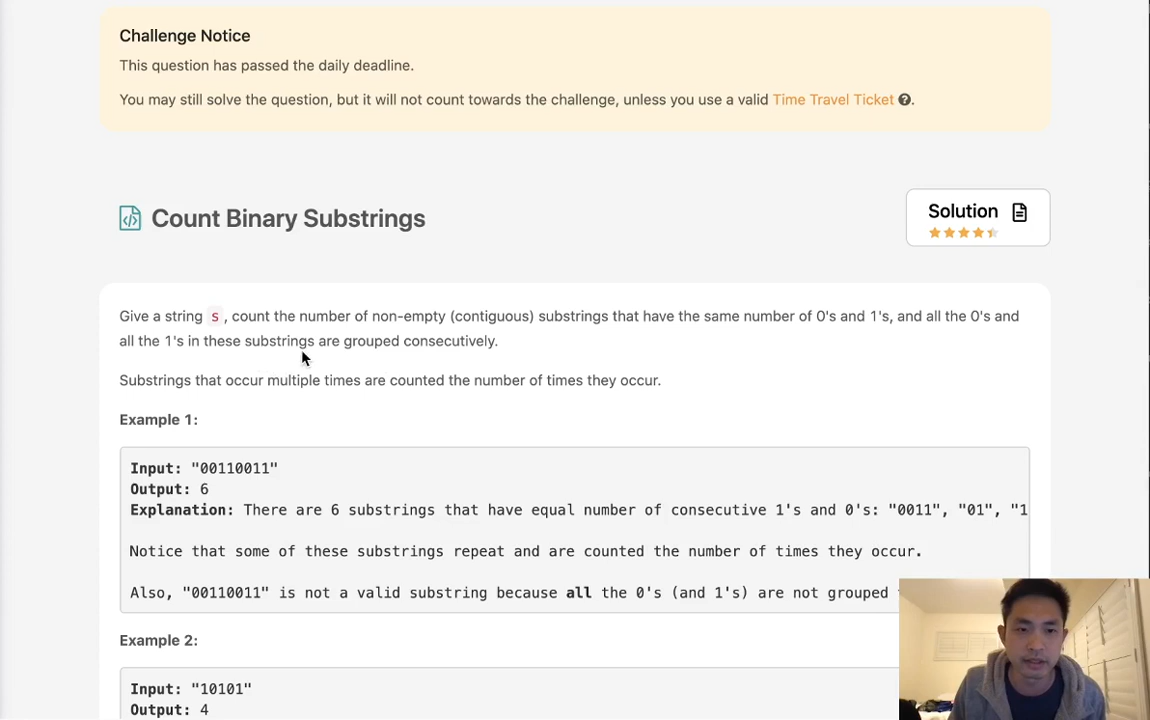 Challenge Notice
This question has passed the daily deadline.
You may still solve the question, but it will not count towards the challenge, unless you use a valid Time Travel Ticket ?.
Count Binary Substrings
Solution
Give a string s, count the number of non-empty (contiguous) substrings that have the same number of 0's and 1's, and all the 0's and
all the 1's in these substrings are grouped consecutively.
Substrings that occur multiple times are counted the number of times they occur.
Example 1:
Input: "00110011"
Output: 6
Explanation: There are 6 substrings that have equal number of consecutive 1's and 0's: "0011", "01", "1
Notice that some of these substrings repeat and are counted the number of times they occur.
Also, "00110011" is not a valid substring because all the 0's (and 1's) are not grouped
Example 2:
Input: "10101"
Output: 4